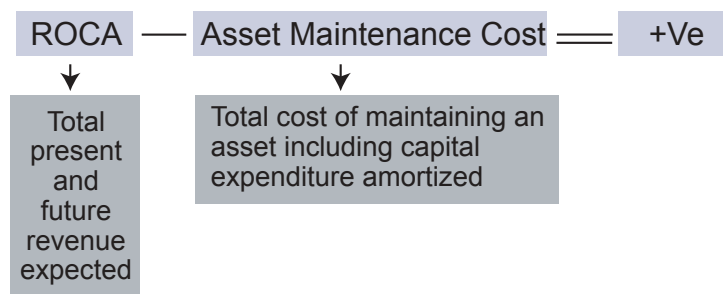 ROCA — Asset Maintenance Cost = +Ve
Total
present
and
future
revenue
expected
Total cost of maintaining an
asset including capital
expenditure amortized